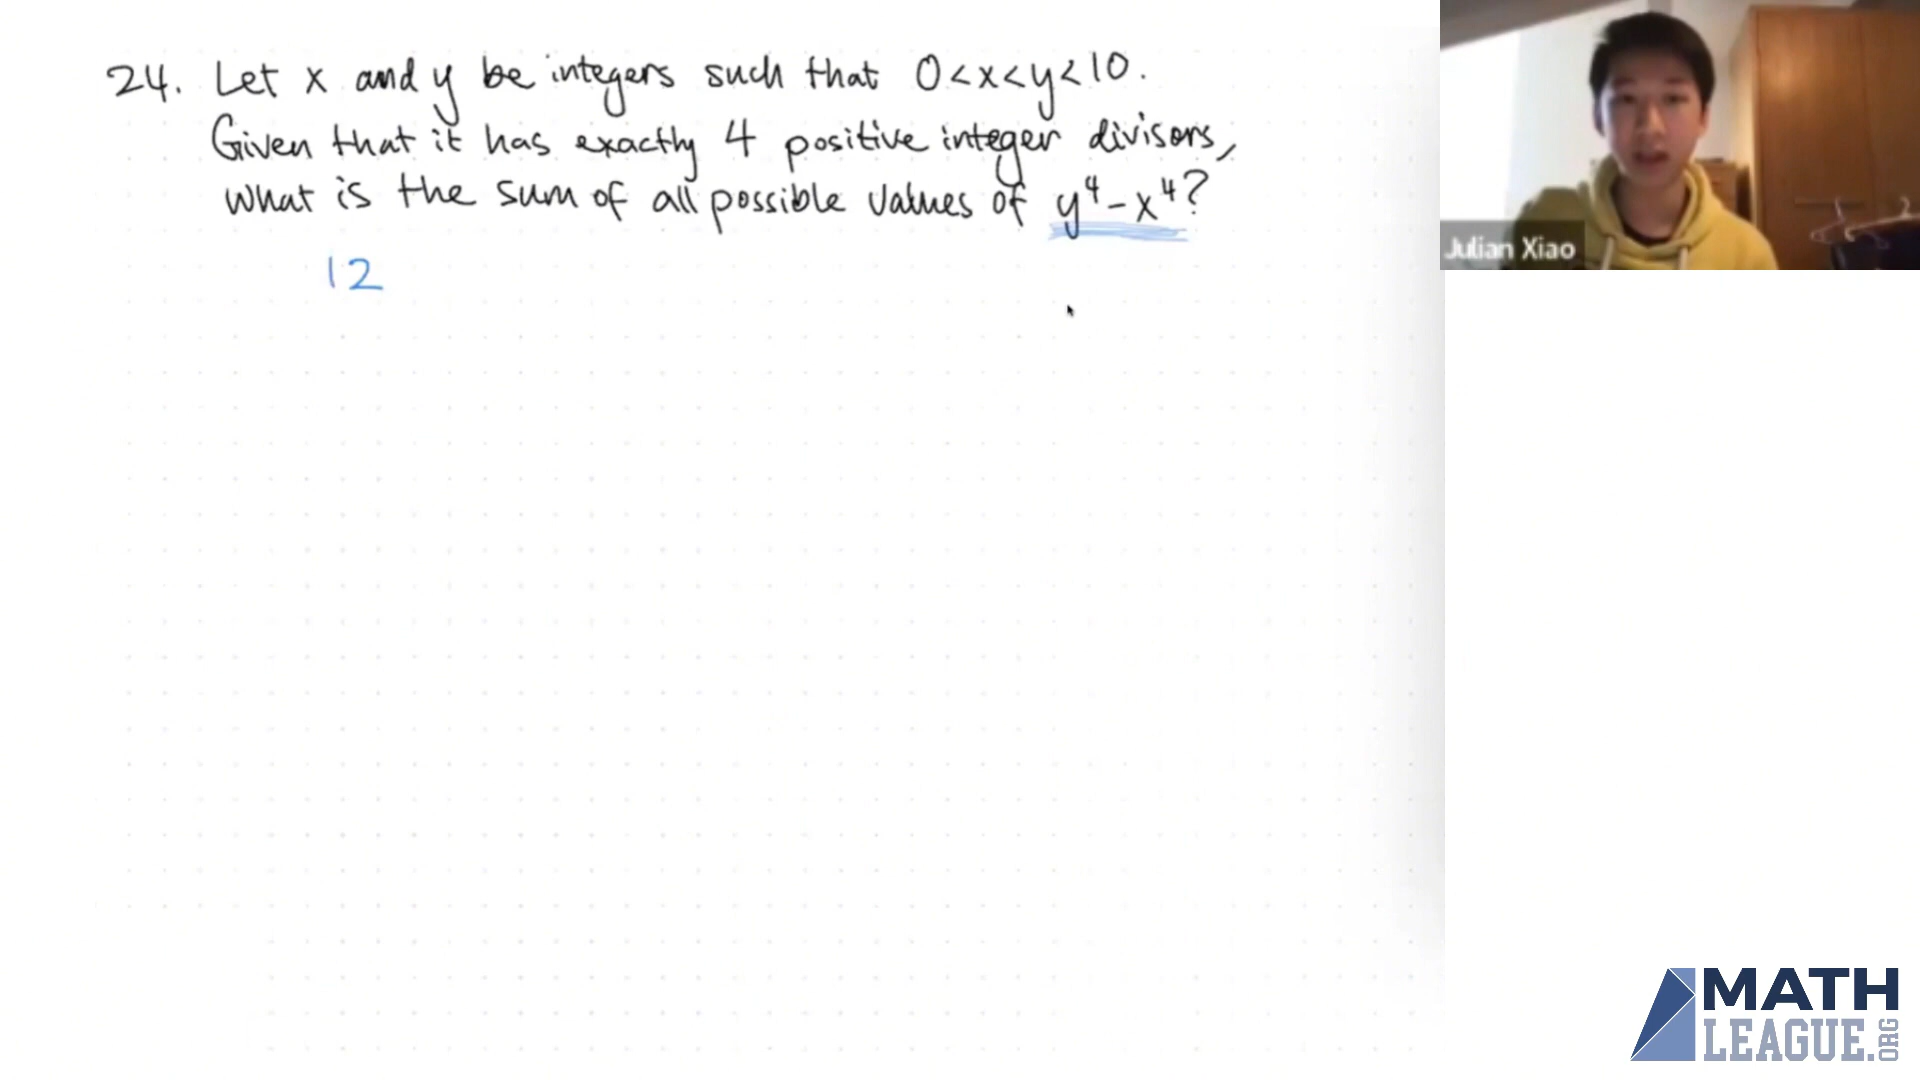 24. Let x and y be integers such that 0<x<y<10.
Given that it has exactly 4 positive integer divisors,
what is the sum of all possible values of y⁴-x⁴?
12
Julian Xiao
MATH
LEAGUE.ORG